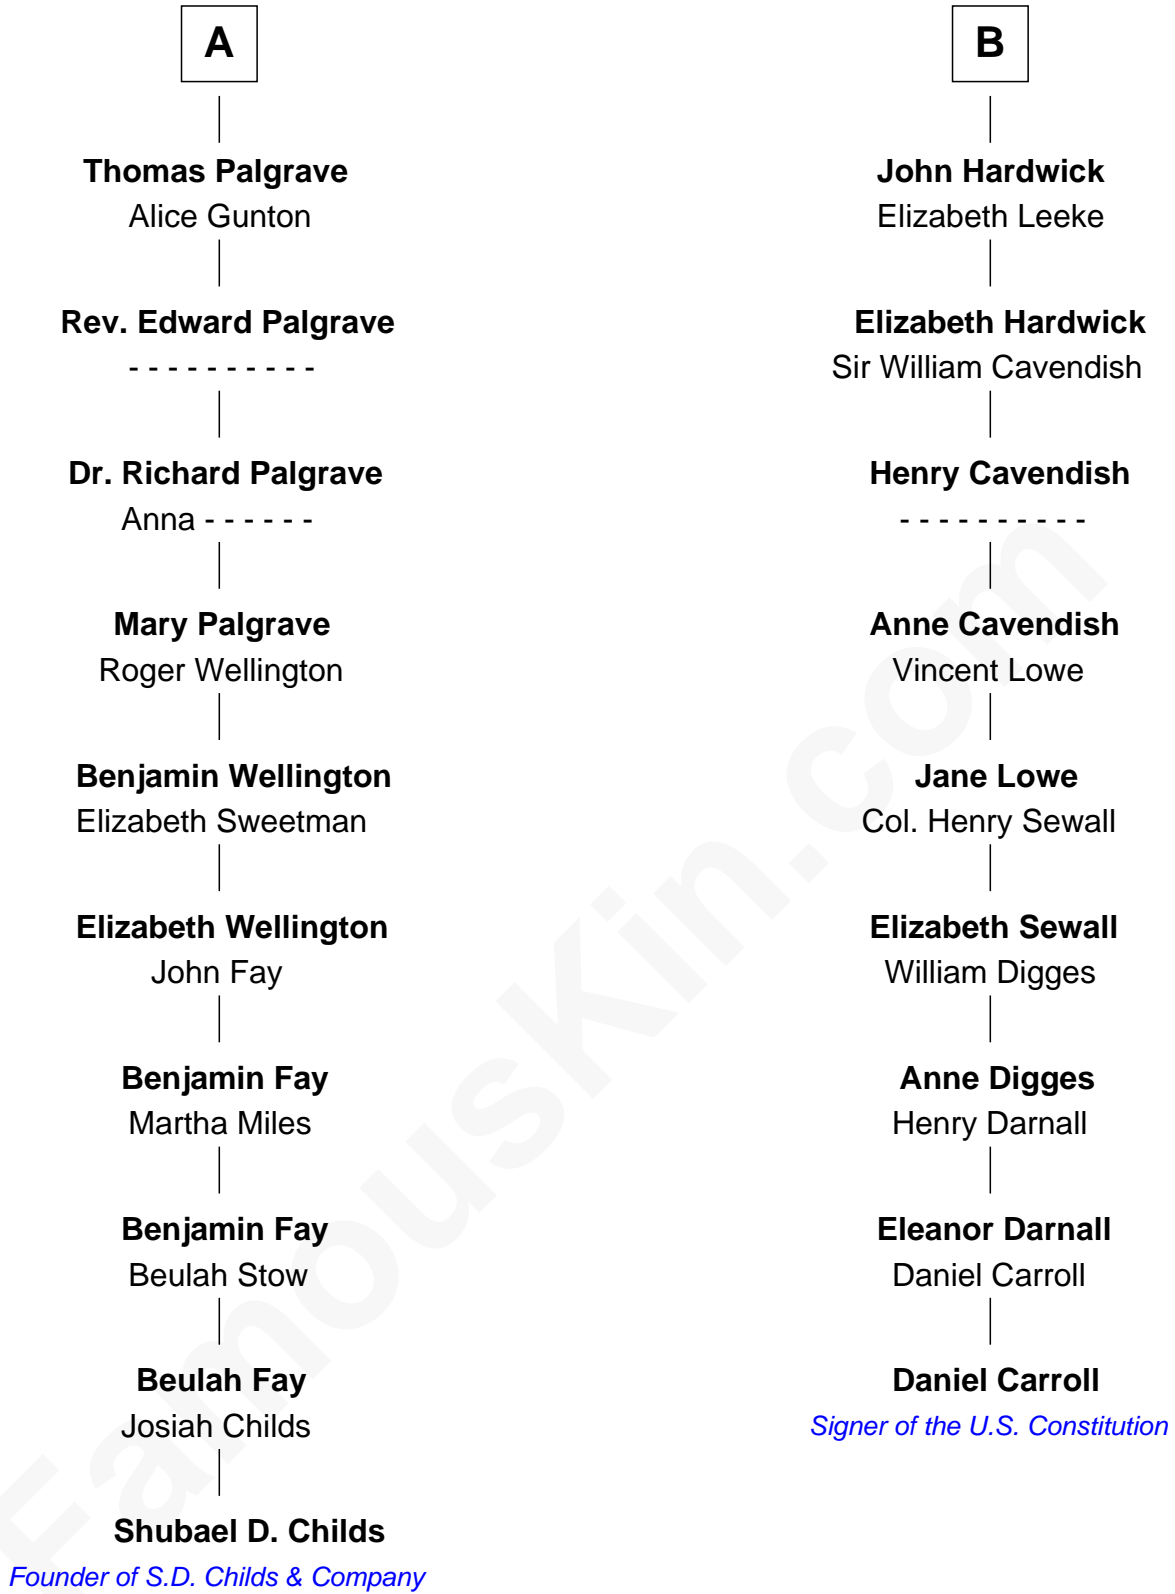 A
Thomas Palgrave
Alice Gunton
Rev. Edward Palgrave
- - - - - - - - - -
Dr. Richard Palgrave
Anna - - - - - -
Mary Palgrave
Roger Wellington
Benjamin Wellington
Elizabeth Sweetman
Elizabeth Wellington
John Fay
Benjamin Fay
Martha Miles
Benjamin Fay
Beulah Stow
Beulah Fay
Josiah Childs
Shubael D. Childs
Founder of S.D. Childs & Company
B
John Hardwick
Elizabeth Leeke
Elizabeth Hardwick
Sir William Cavendish
Henry Cavendish
- - - - - - - - - -
Anne Cavendish
Vincent Lowe
Jane Lowe
Col. Henry Sewall
Elizabeth Sewall
William Digges
Anne Digges
Henry Darnall
Eleanor Darnall
Daniel Carroll
Daniel Carroll
Signer of the U.S. Constitution
FamousKin.com